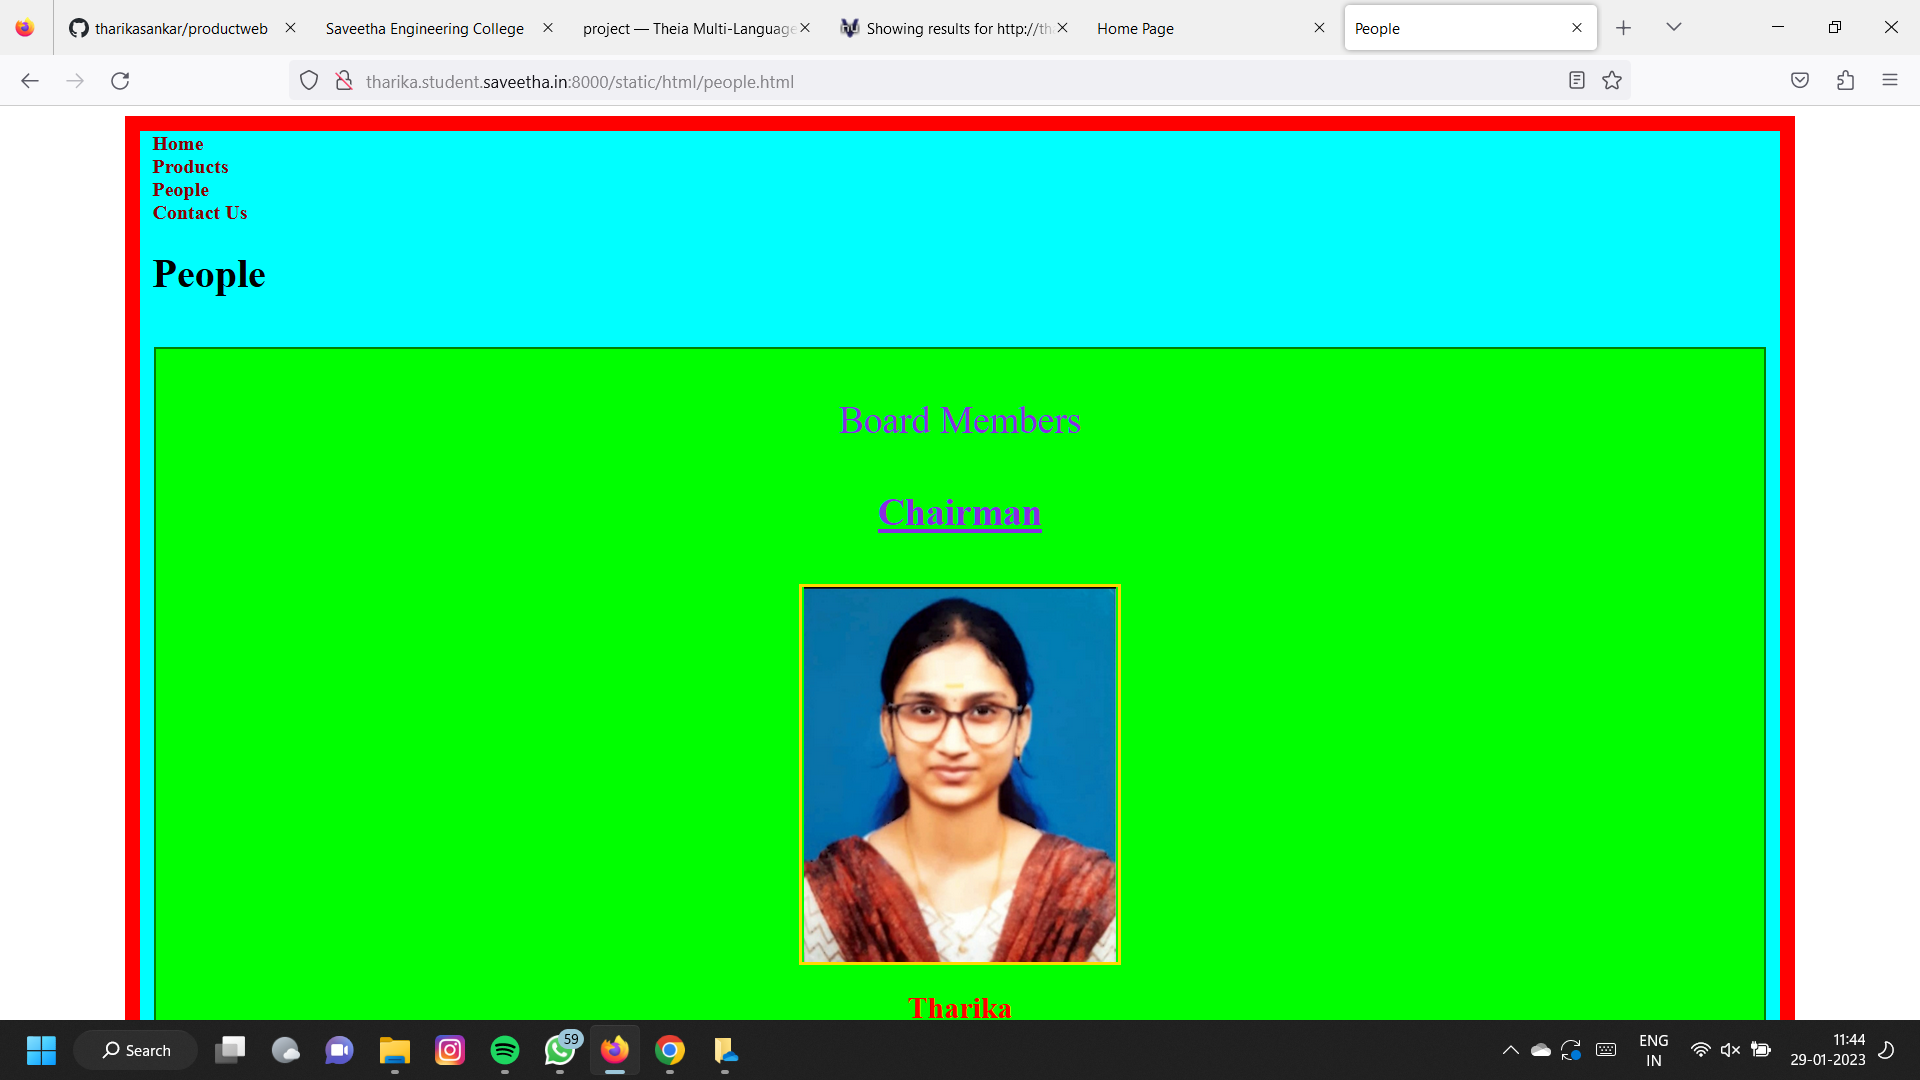 tharikasankar/productweb
Saveetha Engineering College
project — Theia Multi-Language
Showing results for http://th
Home Page
People
tharika.student.saveetha.in:8000/static/html/people.html
Home
Products
People
Contact Us
People
Board Members
Chairman
Tharika
Search
59
ENG
IN
11:44
29-01-2023